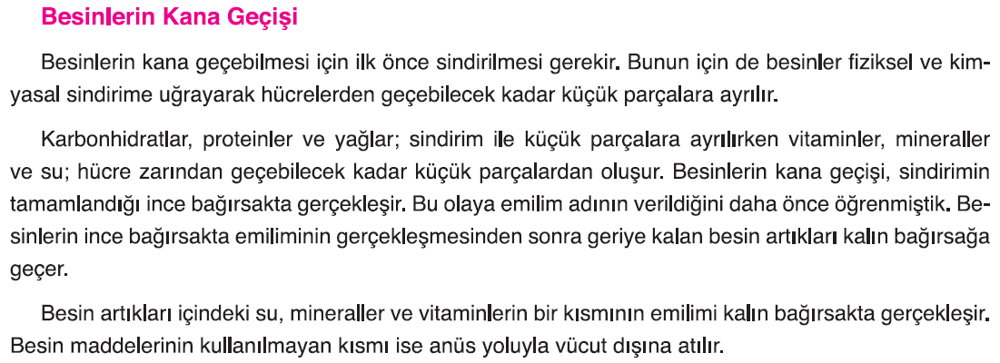 Besinlerin Kana Geçişi
Besinlerin kana geçebilmesi için ilk önce sindirilmesi gerekir. Bunun için de besinler fiziksel ve kim-
yasal sindirime uğrayarak hücrelerden geçebilecek kadar küçük parçalara ayrılır.
Karbonhidratlar, proteinler ve yağlar; sindirim ile küçük parçalara ayrılırken vitaminler, mineraller
ve su; hücre zarından geçebilecek kadar küçük parçalardan oluşur. Besinlerin kana geçişi, sindirimin
tamamlandığı ince bağırsakta gerçekleşir. Bu olaya emilim adının verildiğini daha önce öğrenmiştik. Be-
sinlerin ince bağırsakta emiliminin gerçekleşmesinden sonra geriye kalan besin artıkları kalın bağırsağa
geçer.
Besin artıkları içindeki su, mineraller ve vitaminlerin bir kısmının emilimi kalın bağırsakta gerçekleşir.
Besin maddelerinin kullanılmayan kısmı ise anüs yoluyla vücut dışına atılır.